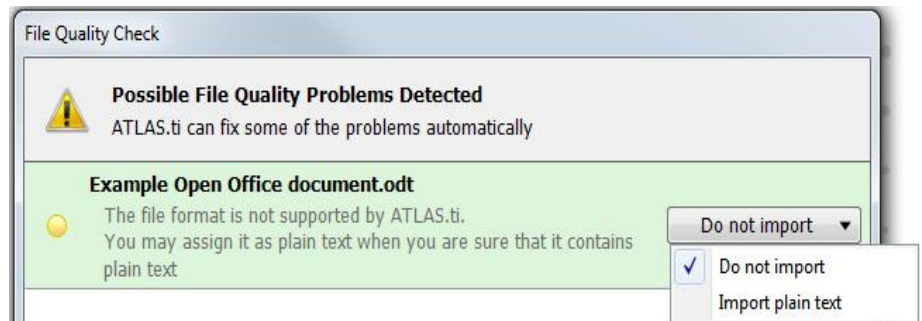 File Quality Check
Possible File Quality Problems Detected
ATLAS.ti can fix some of the problems automatically
Example Open Office document.odt
The file format is not supported by ATLAS.ti.
You may assign it as plain text when you are sure that it contains
plain text
Do not import
Do not import
Import plain text